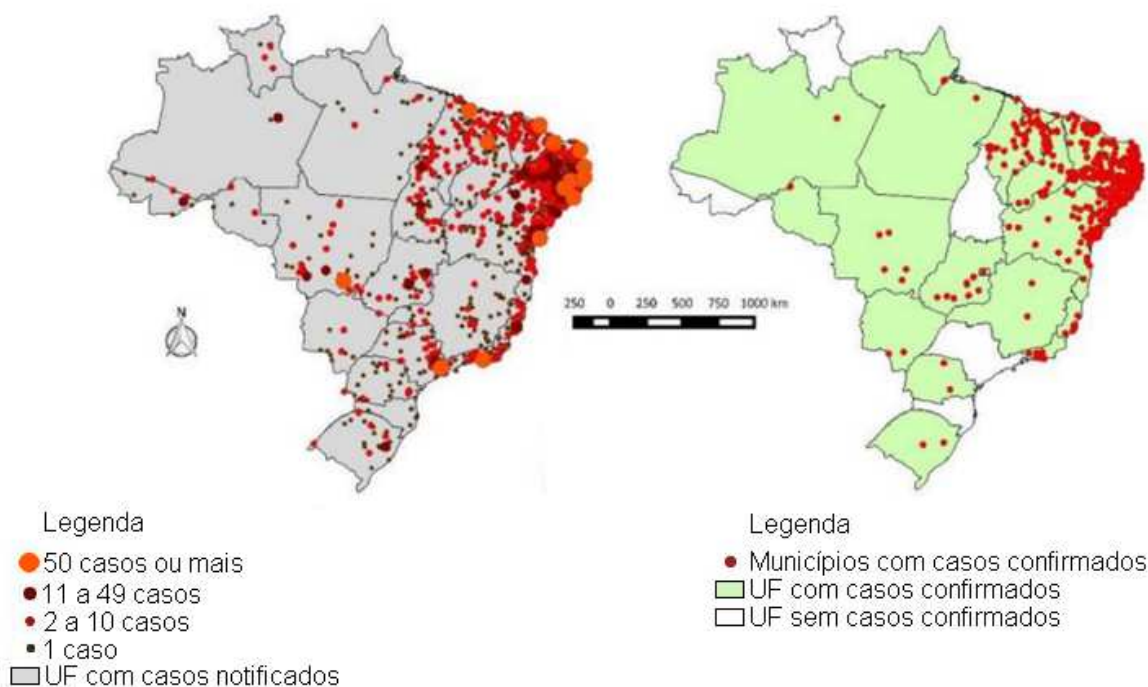 N
250 0 250 500 750 1000 km
Legenda
50 casos ou mais
11 a 49 casos
2 a 10 casos
1 caso
UF com casos notificados
Legenda
Municípios com casos confirmados
UF com casos confirmados
UF sem casos confirmados